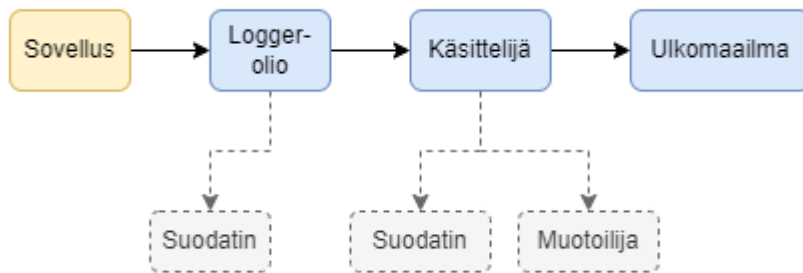 Sovellus
Logger-
olio
Käsittelijä
Ulkomaailma
Suodatin
Suodatin
Muotoilija